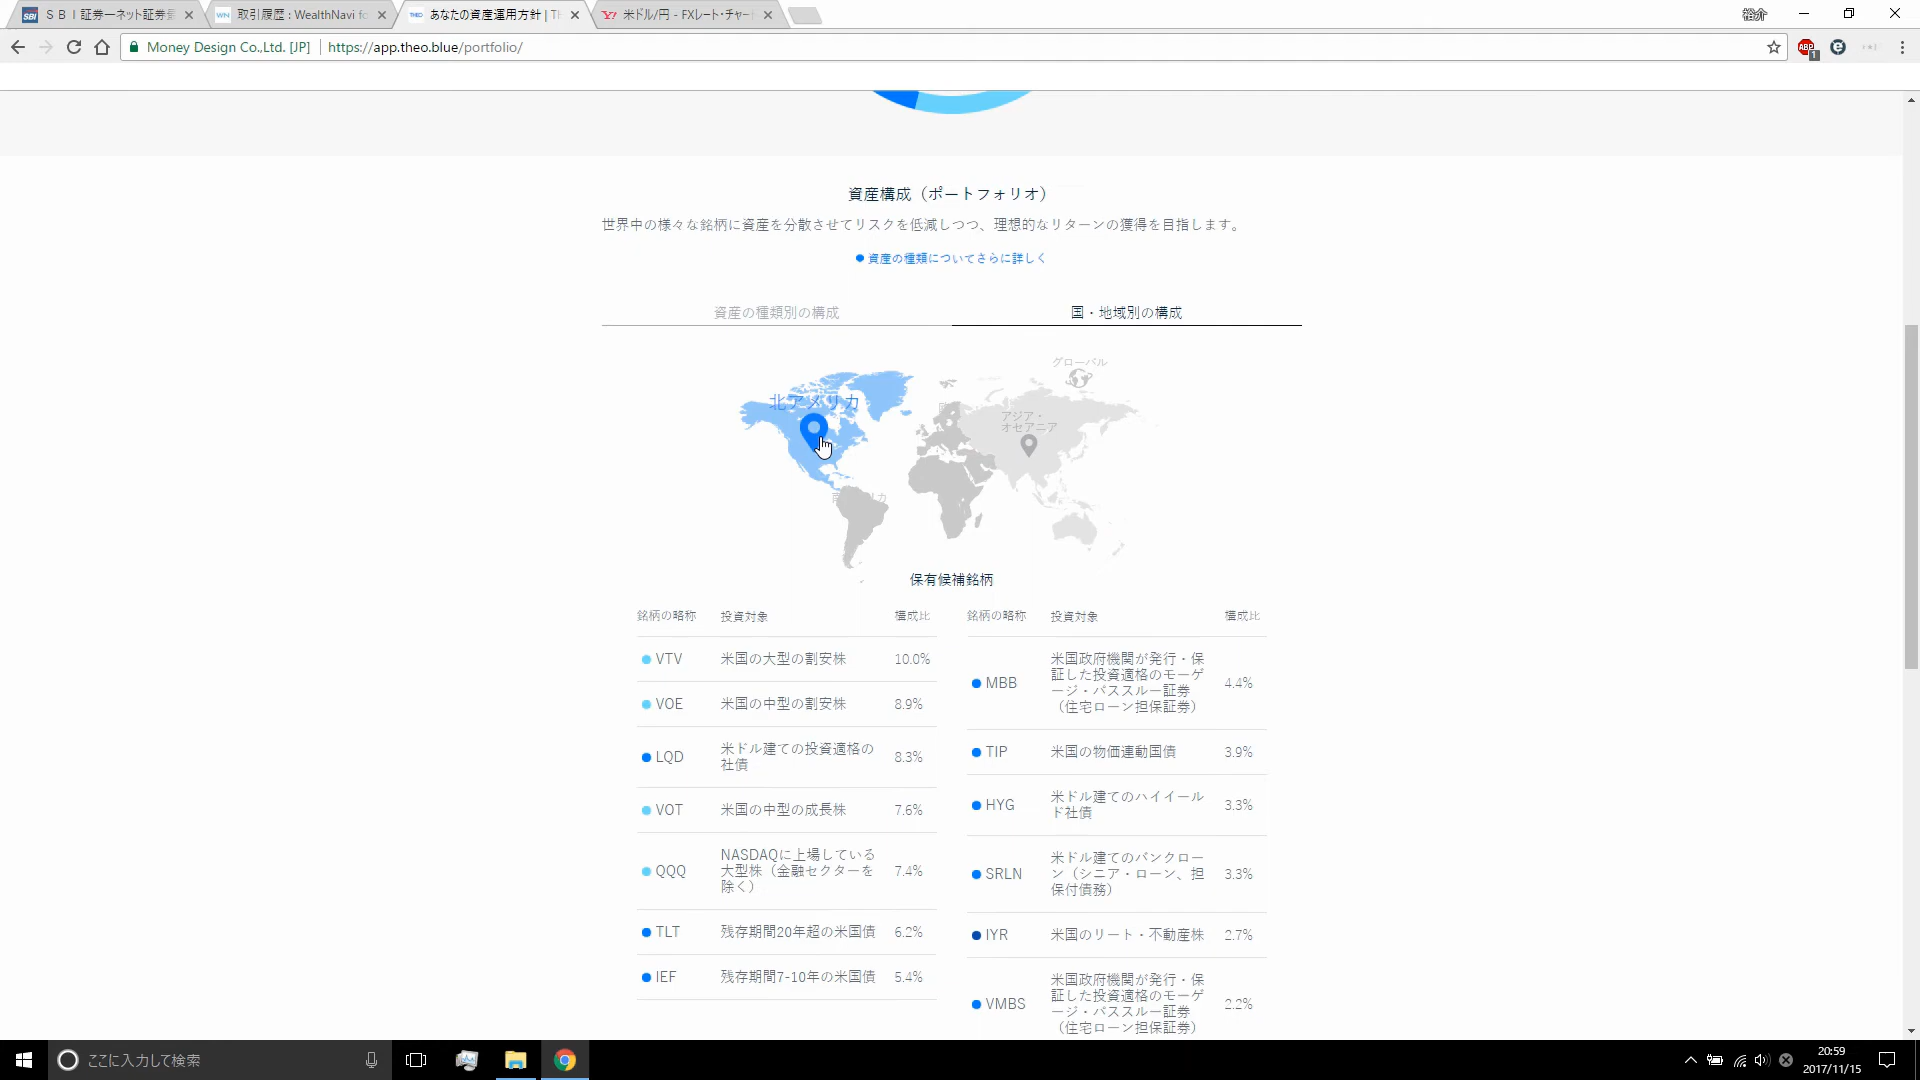 ＳＢＩ証券ーネット証券最
取引履歴 : WealthNavi fo
あなたの資産運用方針 | TH
米ドル/円 - FXレート・チャー
裕介
Money Design Co.,Ltd. [JP]
https://app.theo.blue/portfolio/
ABP
1
資産構成（ポートフォリオ）
世界中の様々な銘柄に資産を分散させてリスクを低減しつつ、理想的なリターンの獲得を目指します。
資産の種類についてさらに詳しく
資産の種類別の構成
国・地域別の構成
グローバル
北アメリカ
アジア・
オセアニア
南アメリカ
保有候補銘柄
銘柄の略称 投資対象 構成比
VTV 米国の大型の割安株 10.0%
VOE 米国の中型の割安株 8.9%
LQD 米ドル建ての投資適格の
社債 8.3%
VOT 米国の中型の成長株 7.6%
QQQ NASDAQに上場している
大型株（金融セクターを
除く） 7.4%
TLT 残存期間20年超の米国債 6.2%
IEF 残存期間7-10年の米国債 5.4%
銘柄の略称 投資対象 構成比
MBB 米国政府機関が発行・保
証した投資適格のモーゲ
ージ・パススルー証券
（住宅ローン担保証券） 4.4%
TIP 米国の物価連動国債 3.9%
HYG 米ドル建てのハイイール
ド社債 3.3%
SRLN 米ドル建てのバンクロー
ン（シニア・ローン、担
保付債務） 3.3%
IYR 米国のリート・不動産株 2.7%
VMBS 米国政府機関が発行・保
証した投資適格のモーゲ
ージ・パススルー証券
（住宅ローン担保証券） 2.2%
ここに入力して検索
20:59
2017/11/15